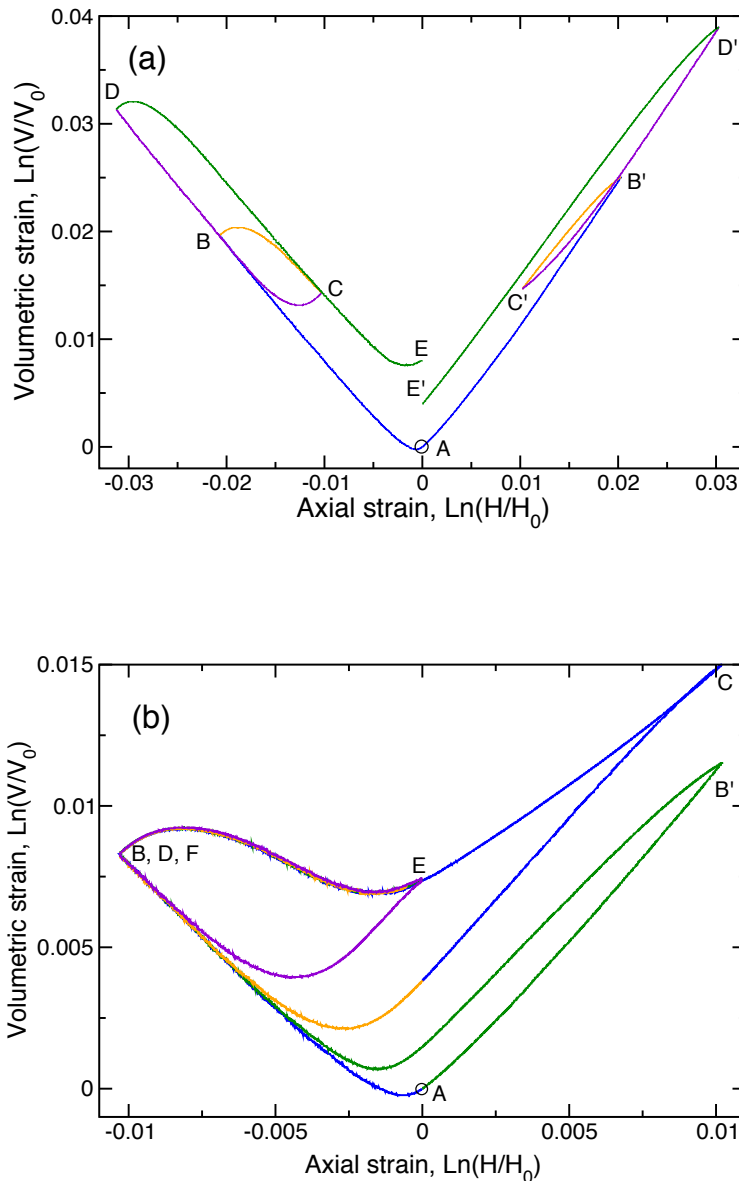 (a)
0.04
0.03
0.02
0.01
0
D
D'
B
B'
C
C'
E
E'
A
-0.03
-0.02
-0.01
0
0.01
0.02
0.03
Volumetric strain, Ln(V/V0)
Axial strain, Ln(H/H0)
(b)
0.015
0.01
0.005
0
C
B'
B, D, F
E
A
-0.01
-0.005
0
0.005
0.01
Volumetric strain, Ln(V/V0)
Axial strain, Ln(H/H0)